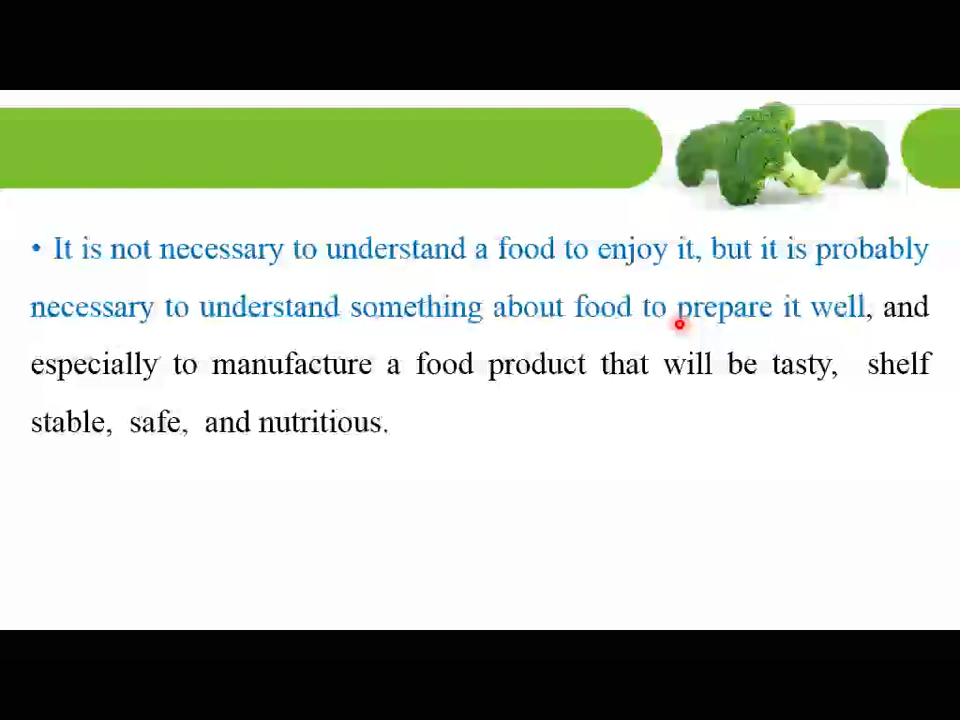 • It is not necessary to understand a food to enjoy it, but it is probably
necessary to understand something about food to prepare it well, and
especially to manufacture a food product that will be tasty, shelf
stable, safe, and nutritious.